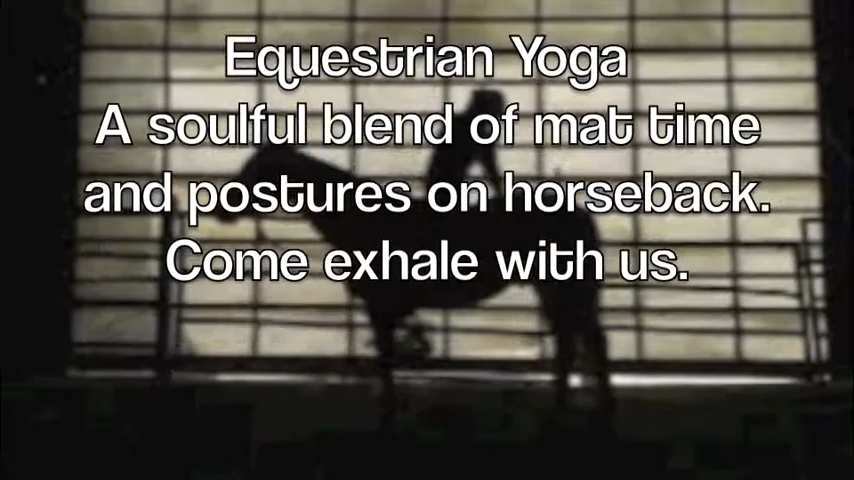 Equestrian Yoga
A soulful blend of mat time
and postures on horseback.
Come exhale with us.